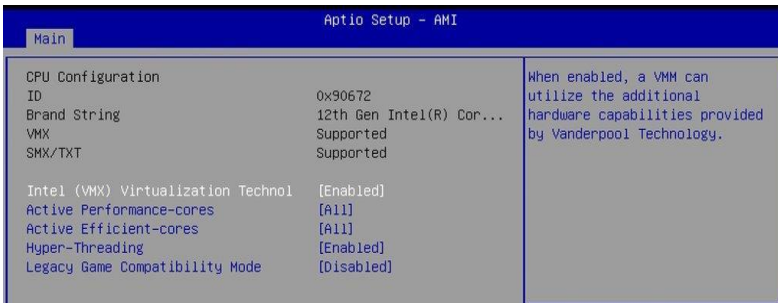 Aptio Setup – AMI
Main
CPU Configuration
ID 0x90672
Brand String 12th Gen Intel(R) Cor...
VMX Supported
SMX/TXT Supported
Intel (VMX) Virtualization Technol [Enabled]
Active Performance-cores [All]
Active Efficient-cores [All]
Hyper-Threading [Enabled]
Legacy Game Compatibility Mode [Disabled]
When enabled, a VMM can
utilize the additional
hardware capabilities provided
by Vanderpool Technology.